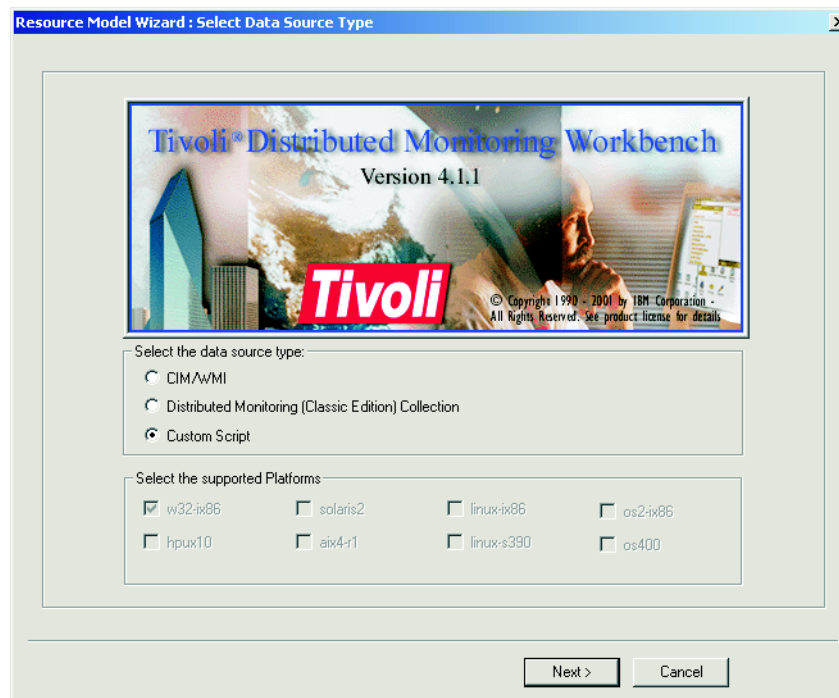 Resource Model Wizard : Select Data Source Type
Tivoli® Distributed Monitoring Workbench
Version 4.1.1
Tivoli
© Copyright 1990 - 2001 by IBM Corporation -
All Rights Reserved. See product license for details
Select the data source type:
CIM/WMI
Distributed Monitoring (Classic Edition) Collection
Custom Script
Select the supported Platforms
w32-ix86 solaris2 linux-ix86 os2-ix86
hpux10 aix4-r1 linux-s390 os400
Next > Cancel